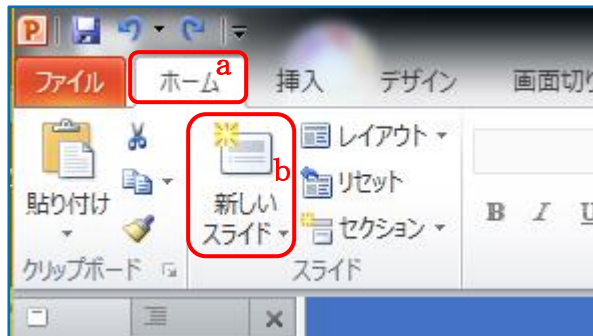 P
ファイル ホーム a 挿入 デザイン 画面切り
貼り付け
新しい
スライド
b
レイアウト
リセット
セクション
B I U
クリップボード スライド